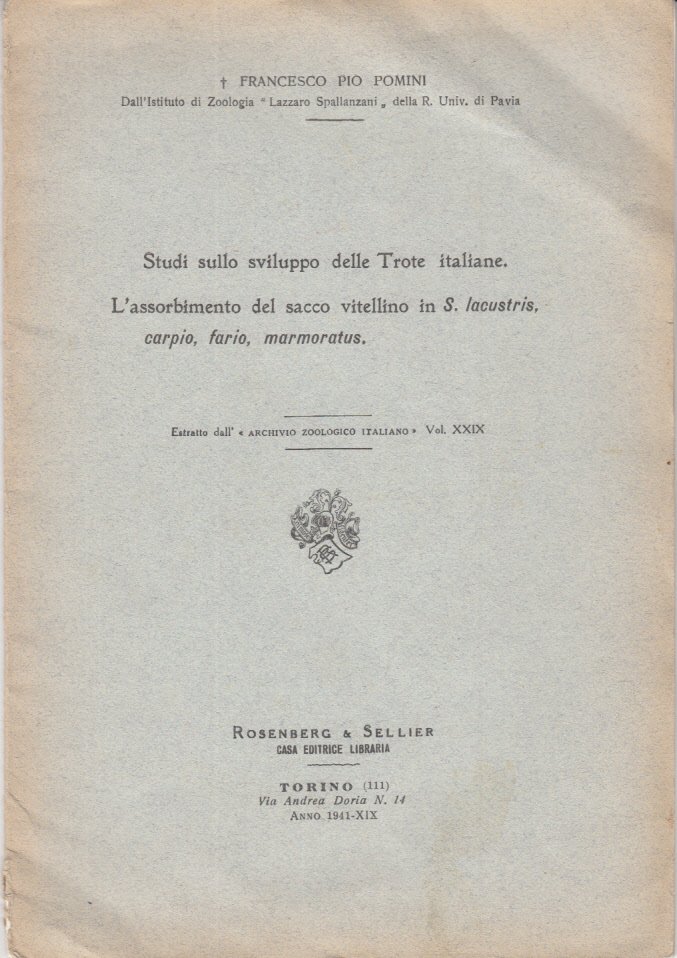 † FRANCESCO PIO POMINI
Dall'Istituto di Zoologia “ Lazzaro Spallanzani „ della R. Univ. di Pavia
Studi sullo sviluppo delle Trote italiane.
L'assorbimento del sacco vitellino in S. lacustris,
carpio, fario, marmoratus.
Estratto dall' « ARCHIVIO ZOOLOGICO ITALIANO » Vol. XXIX
ROSENBERG & SELLIER
CASA EDITRICE LIBRARIA
TORINO (111)
Via Andrea Doria N. 14
ANNO 1941-XIX